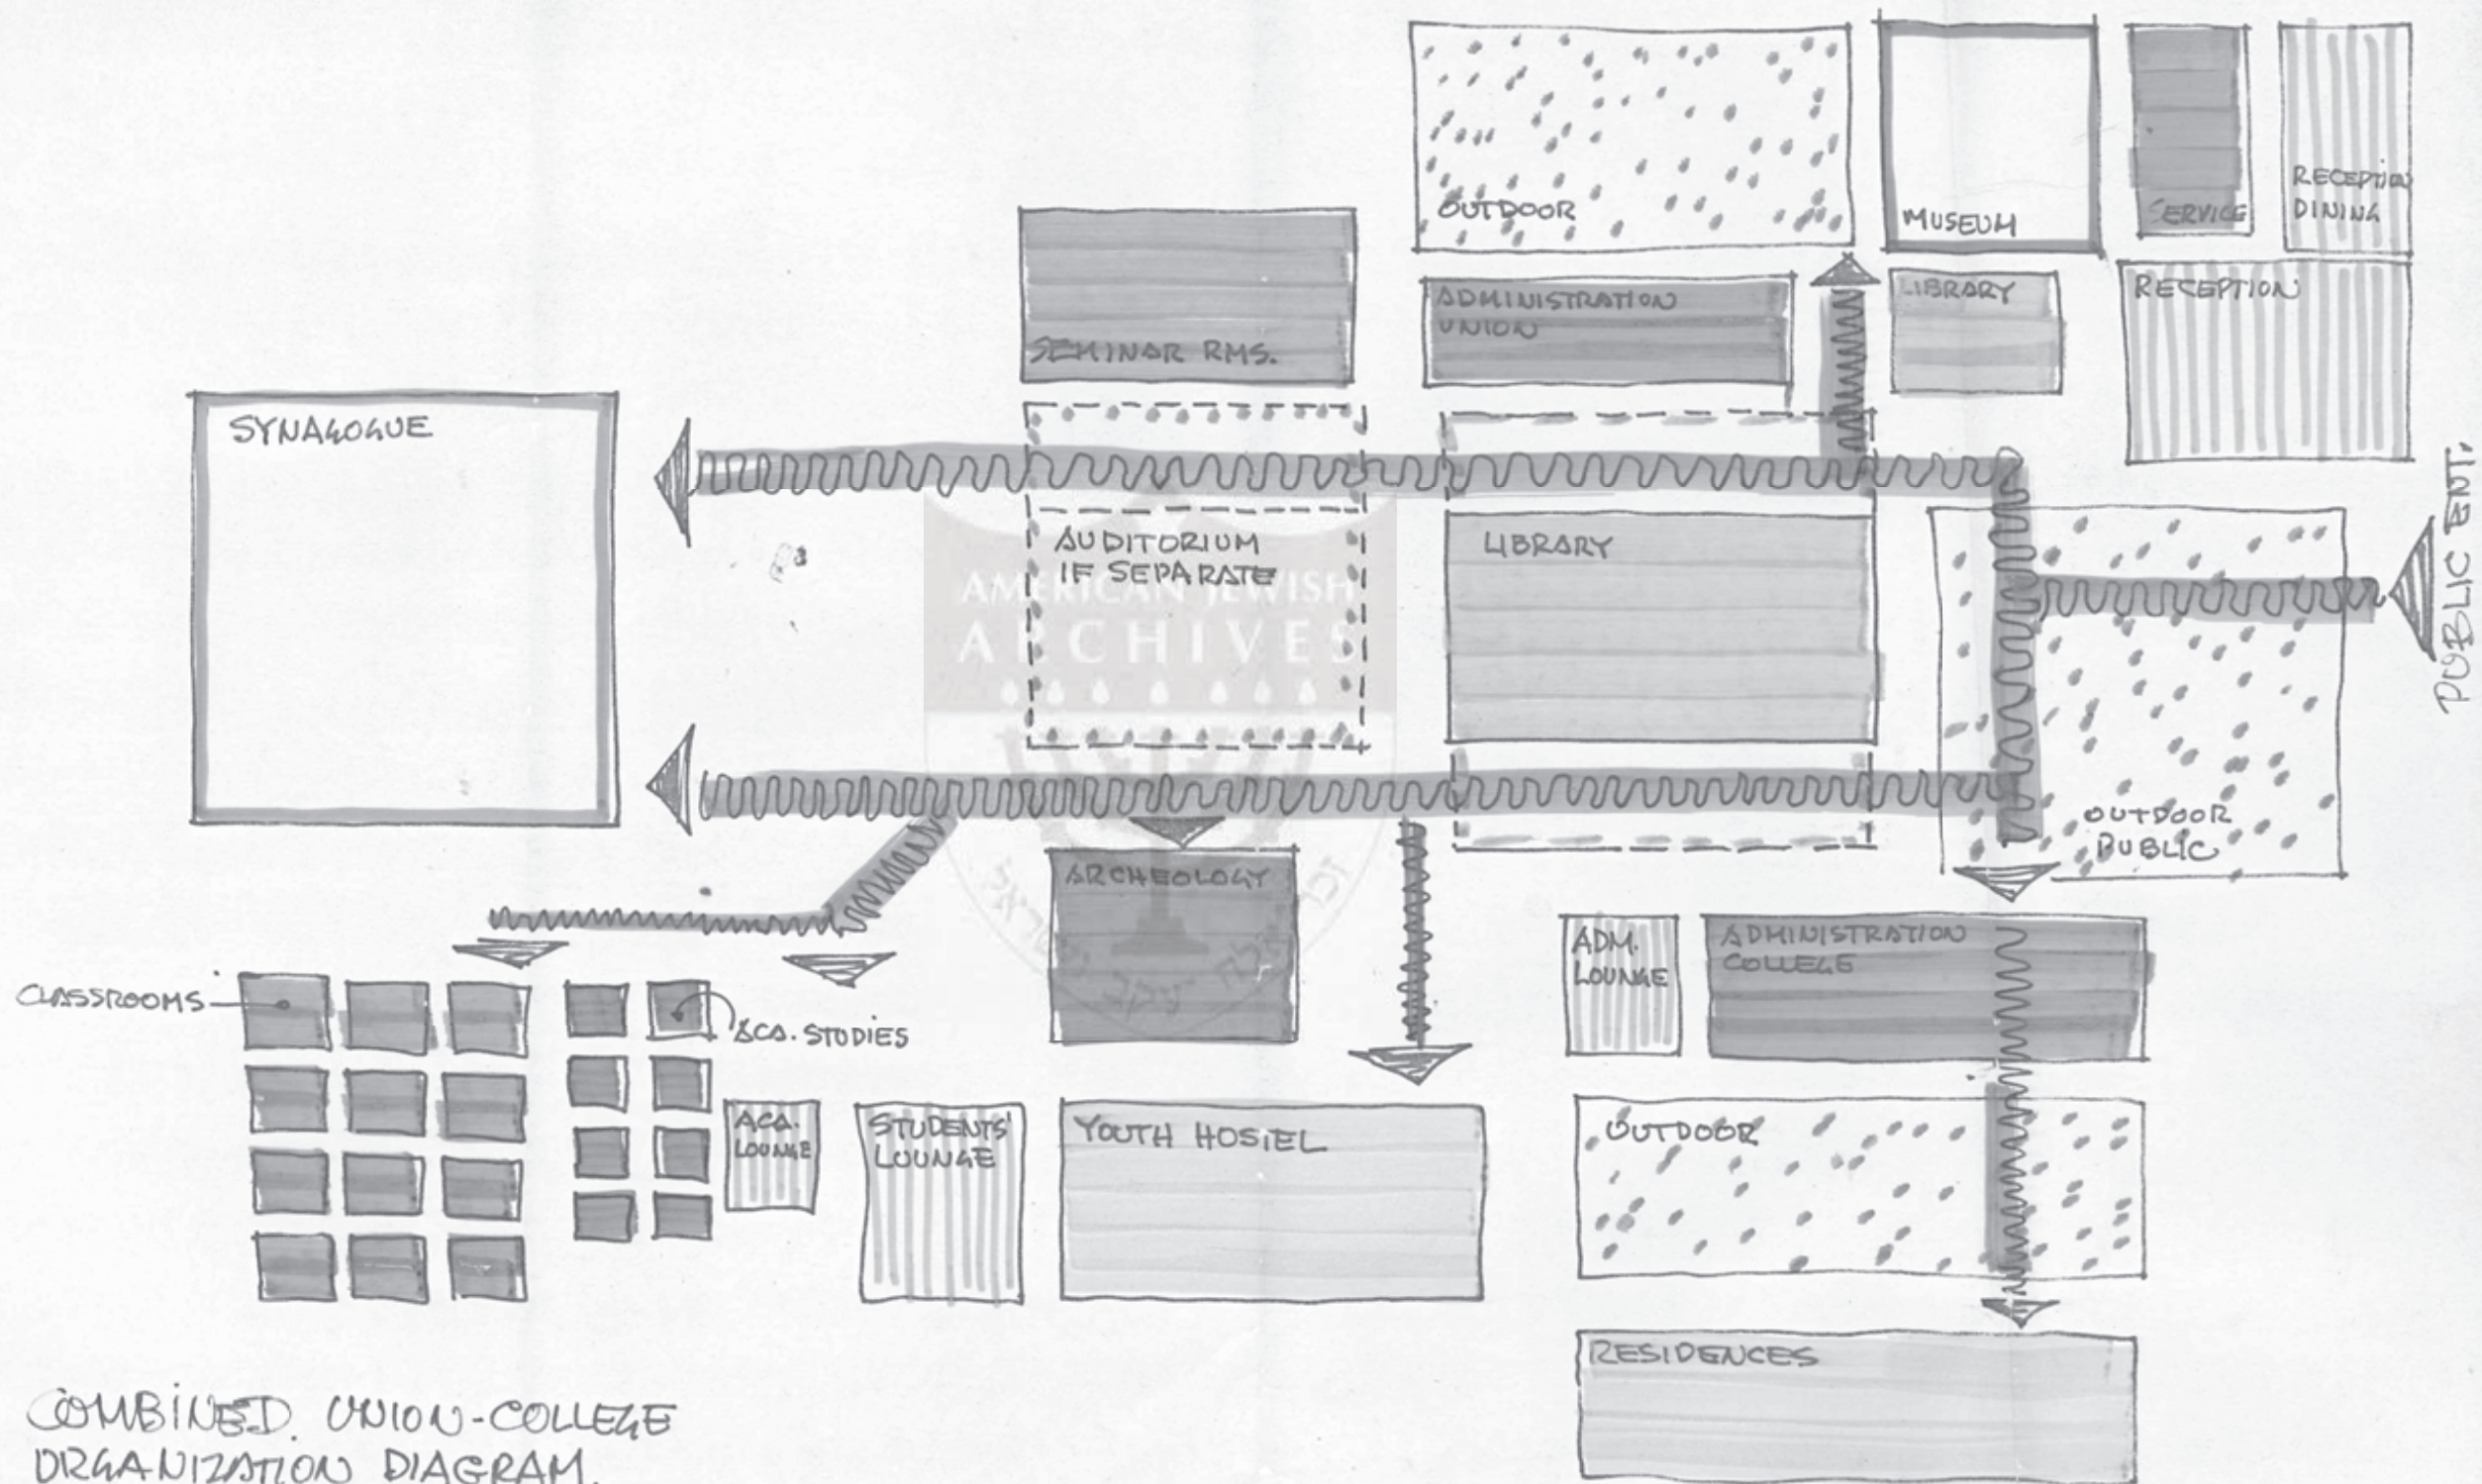 OUTDOOR
MUSEUM
SERVICE
RECEPTION
DINING
SEMINAR RMS.
ADMINISTRATION
UNION
LIBRARY
RECEPTION
SYNAGOGUE
AUDITORIUM
IF SEPARATE
LIBRARY
PUBLIC ENT.
AMERICAN JEWISH
ARCHIVES
OUTDOOR
PUBLIC
ARCHEOLOGY
ADM.
LOUNGE
ADMINISTRATION
COLLEGE
CLASSROOMS
ACA. STUDIES
ACA.
LOUNGE
STUDENTS'
LOUNGE
YOUTH HOSTEL
OUTDOOR
RESIDENCES
COMBINED. UNION-COLLEGE
ORGANIZATION DIAGRAM.